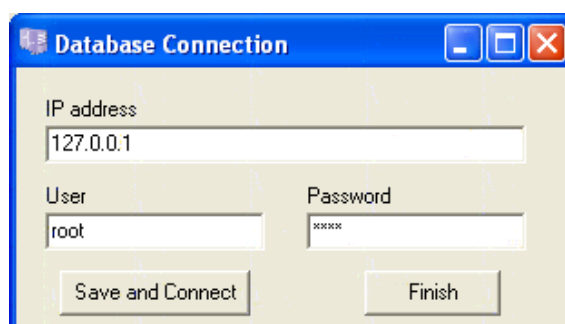 Database Connection
IP address
127.0.0.1
User Password
root ****
Save and Connect Finish